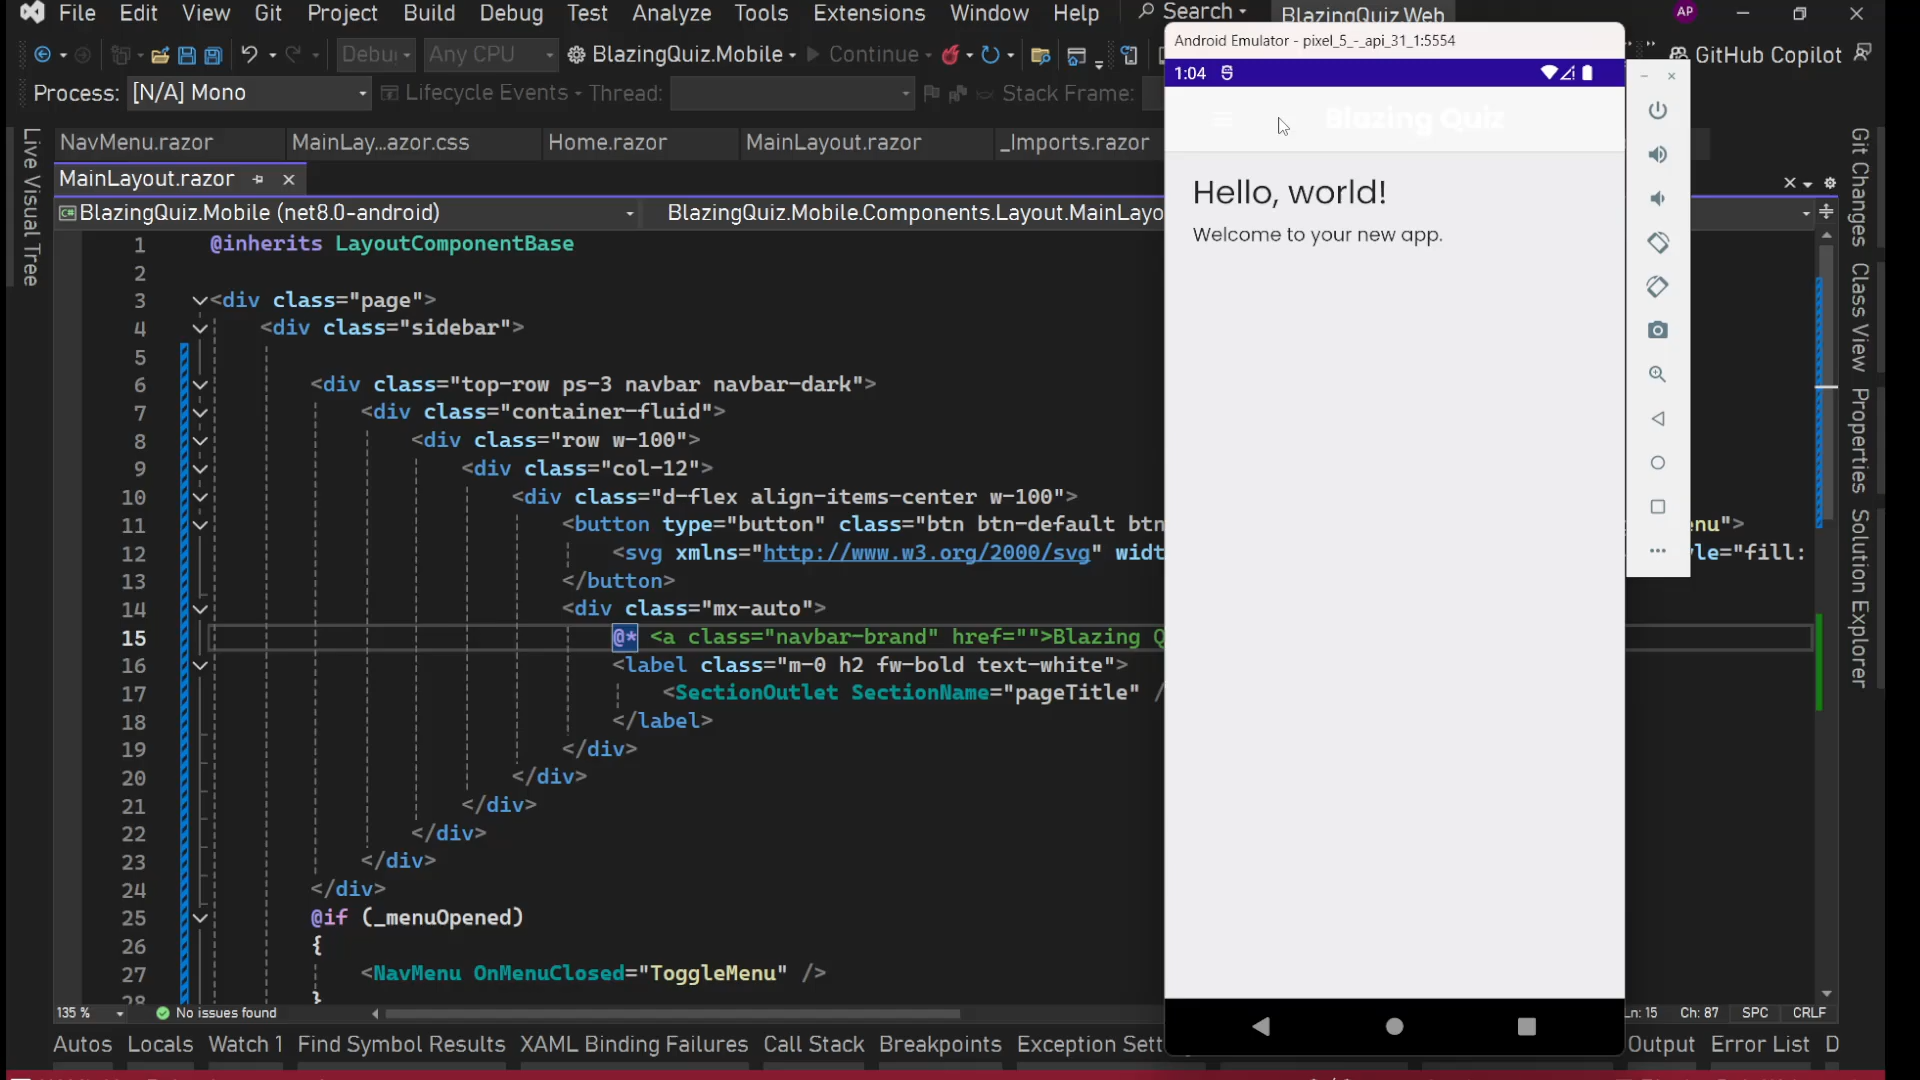 File Edit View Git Project Build Debug Test Analyze Tools Extensions Window Help Search BlazingQuiz.Web AP
Debug Any CPU BlazingQuiz.Mobile Continue GitHub Copilot
Process: [N/A] Mono Lifecycle Events Thread: Stack Frame:
NavMenu.razor MainLay...azor.css Home.razor MainLayout.razor _Imports.razor
MainLayout.razor
BlazingQuiz.Mobile (net8.0-android) BlazingQuiz.Mobile.Components.Layout.MainLayo
1 @inherits LayoutComponentBase
2
3 <div class="page">
4 <div class="sidebar">
5
6 <div class="top-row ps-3 navbar navbar-dark">
7 <div class="container-fluid">
8 <div class="row w-100">
9 <div class="col-12">
10 <div class="d-flex align-items-center w-100">
11 <button type="button" class="btn btn-default btn nu">
12 <svg xmlns="http://www.w3.org/2000/svg" widt le="fill:
13 </button>
14 <div class="mx-auto">
15 @* <a class="navbar-brand" href="">Blazing Q
16 <label class="m-0 h2 fw-bold text-white">
17 <SectionOutlet SectionName="pageTitle" /
18 </label>
19 </div>
20 </div>
21 </div>
22 </div>
23 </div>
24 </div>
25 @if (_menuOpened)
26 {
27 <NavMenu OnMenuClosed="ToggleMenu" />
28 }
135 % No issues found Ln: 15 Ch: 87 SPC CRLF
Autos Locals Watch 1 Find Symbol Results XAML Binding Failures Call Stack Breakpoints Exception Sett Output Error List D
Live Visual Tree
Android Emulator - pixel_5_-_api_31_1:5554
1:04
Blazing Quiz
Hello, world!
Welcome to your new app.
Git Changes
Class View
Properties
Solution Explorer